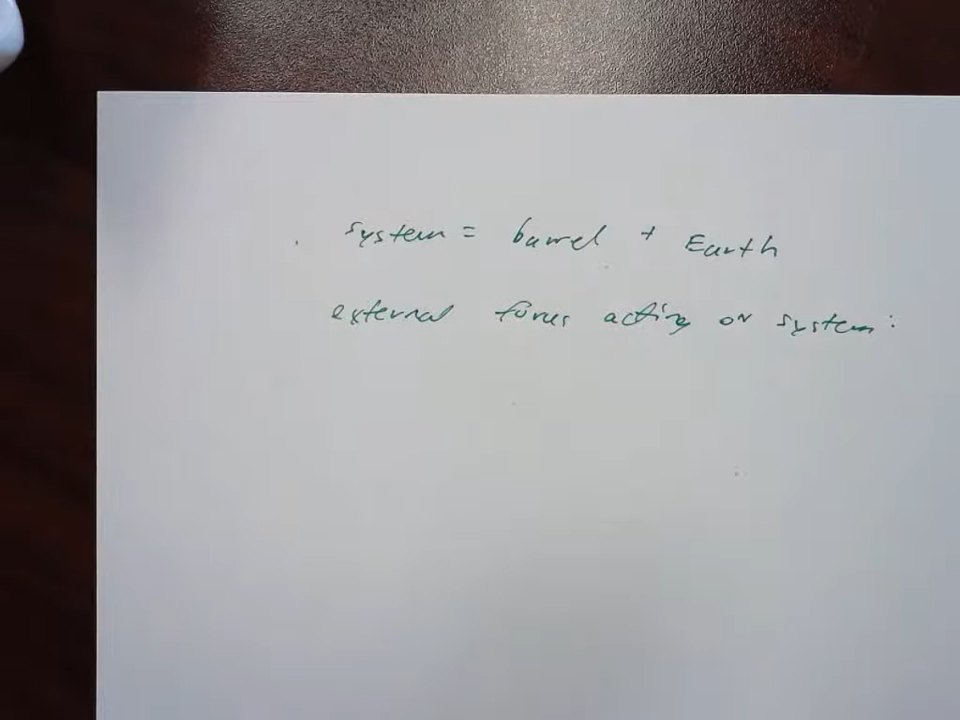 system = barrel + Earth
external forces acting on system: